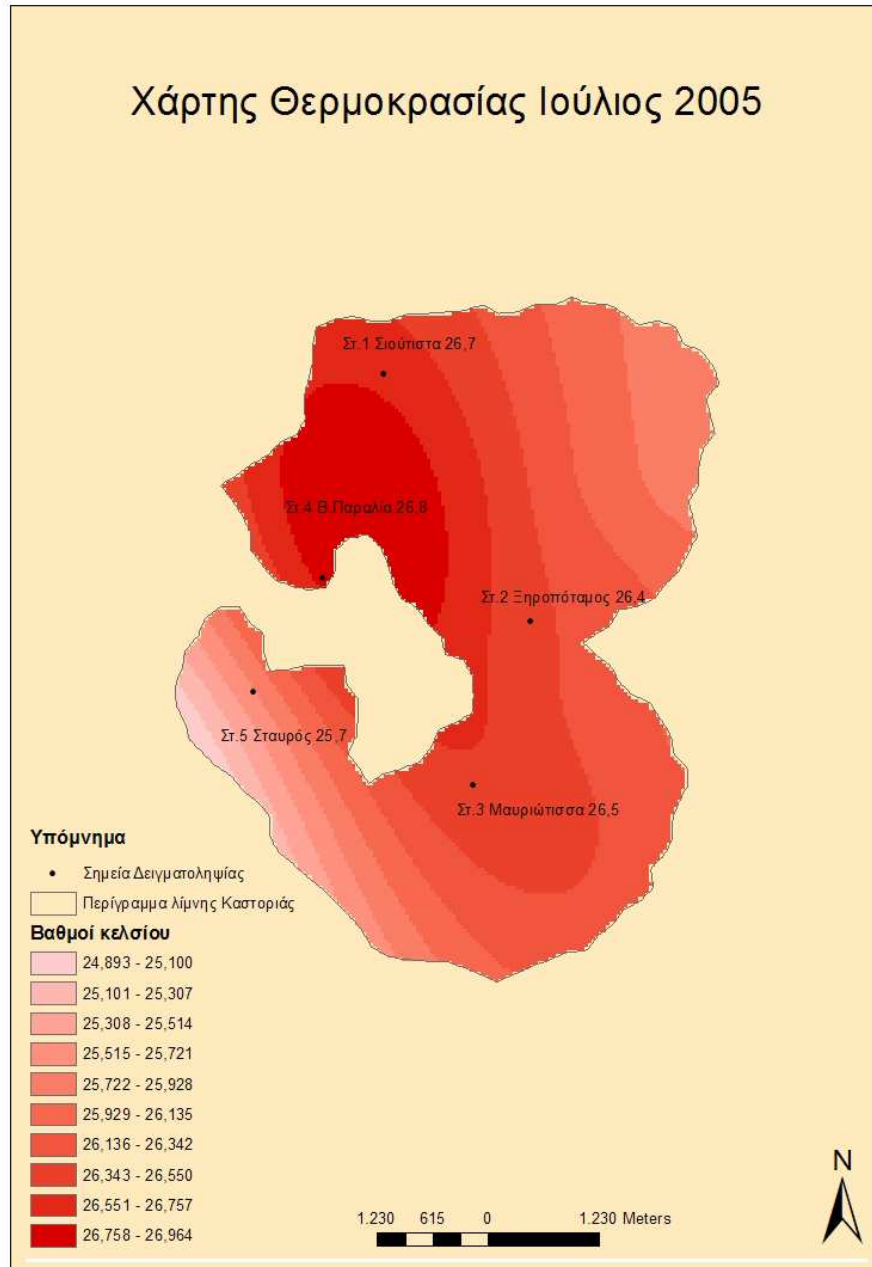 Χάρτης Θερμοκρασίας Ιούλιος 2005
Στ.1 Σιούτιστα 26,7
Στ.4 Β.Παραλία 26,8
Στ.2 Ξηροπόταμος 26,4
Στ.5 Σταυρός 25,7
Στ.3 Μαυριώτισσα 26,5
Υπόμνημα
Σημεία Δειγματοληψίας
Περίγραμμα λίμνης Καστοριάς
Βαθμοί κελσίου
24,893 - 25,100
25,101 - 25,307
25,308 - 25,514
25,515 - 25,721
25,722 - 25,928
25,929 - 26,135
26,136 - 26,342
26,343 - 26,550
26,551 - 26,757
26,758 - 26,964
1.230 615 0 1.230 Meters
N